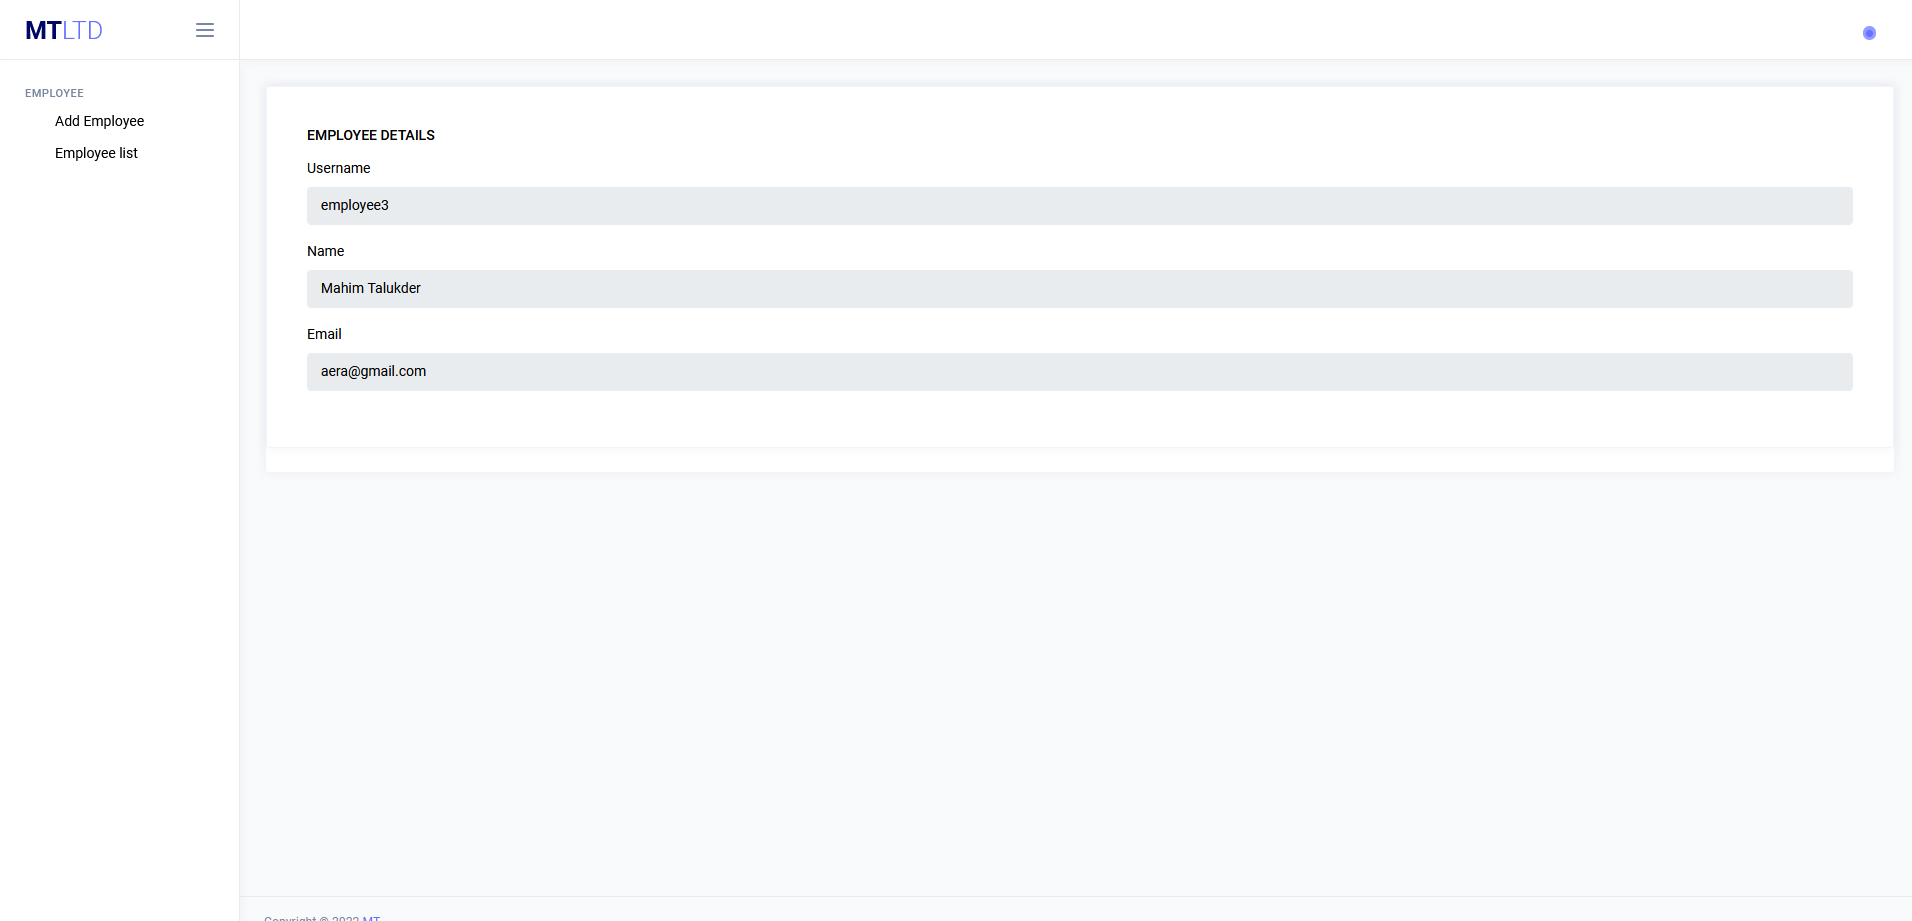 MTLTD
EMPLOYEE
Add Employee
Employee list
EMPLOYEE DETAILS
Username
employee3
Name
Mahim Talukder
Email
aera@gmail.com
Copyright © 2022 MT